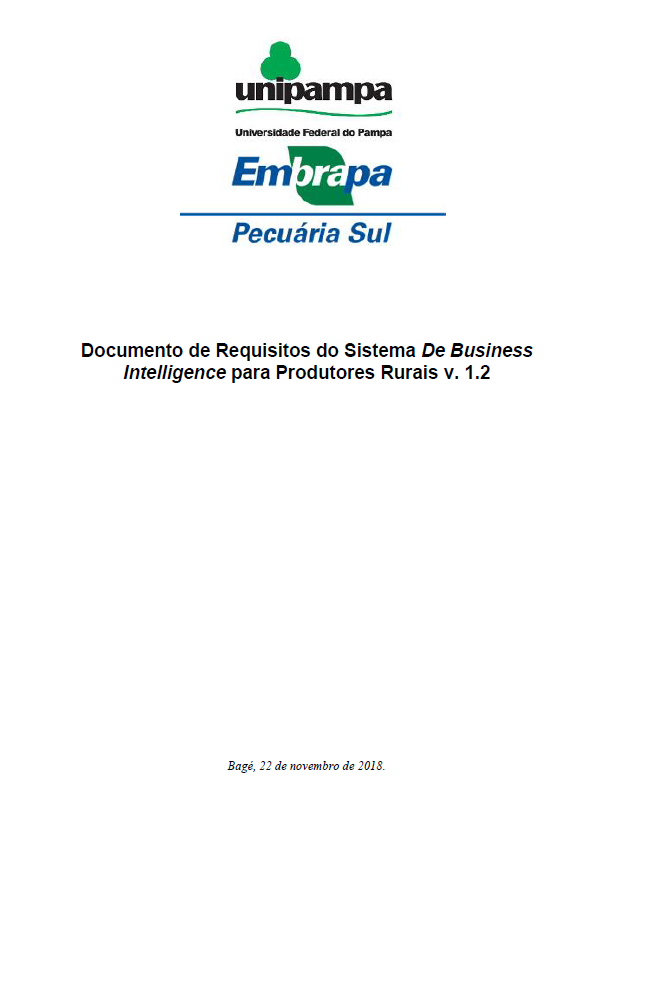 unipampa
Universidade Federal do Pampa
Embrapa
Pecuária Sul
Documento de Requisitos do Sistema De Business
Intelligence para Produtores Rurais v. 1.2
Bagé, 22 de novembro de 2018.